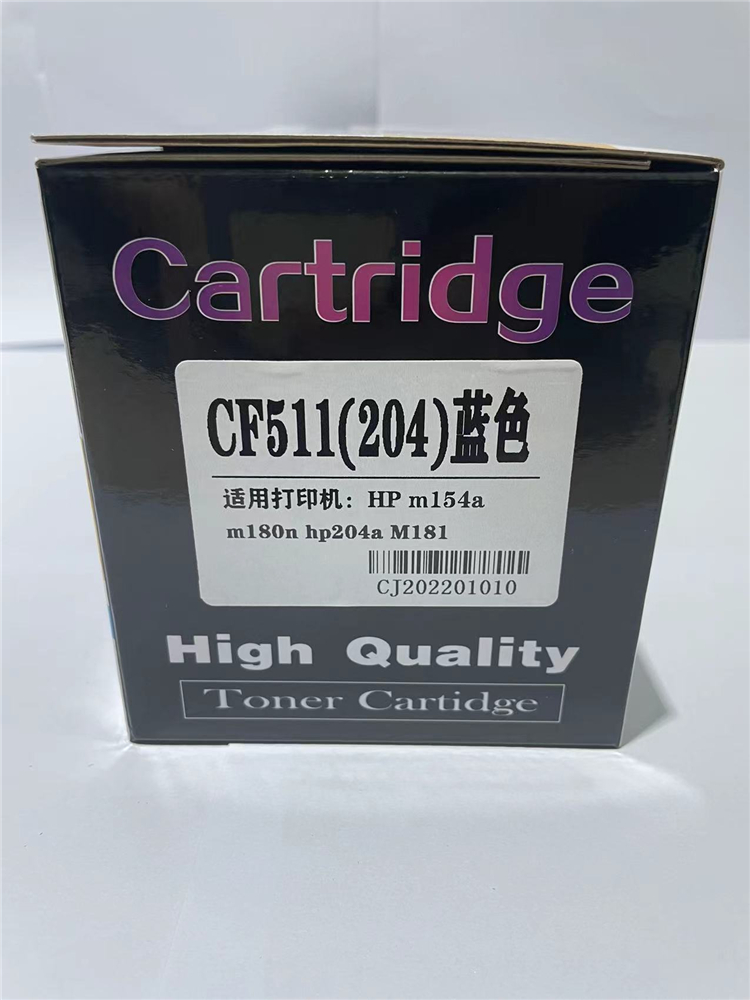 Cartridge
CF511(204)蓝色
适用打印机：HP m154a
m180n hp204a M181
CJ202201010
High Quality
Toner Cartidge